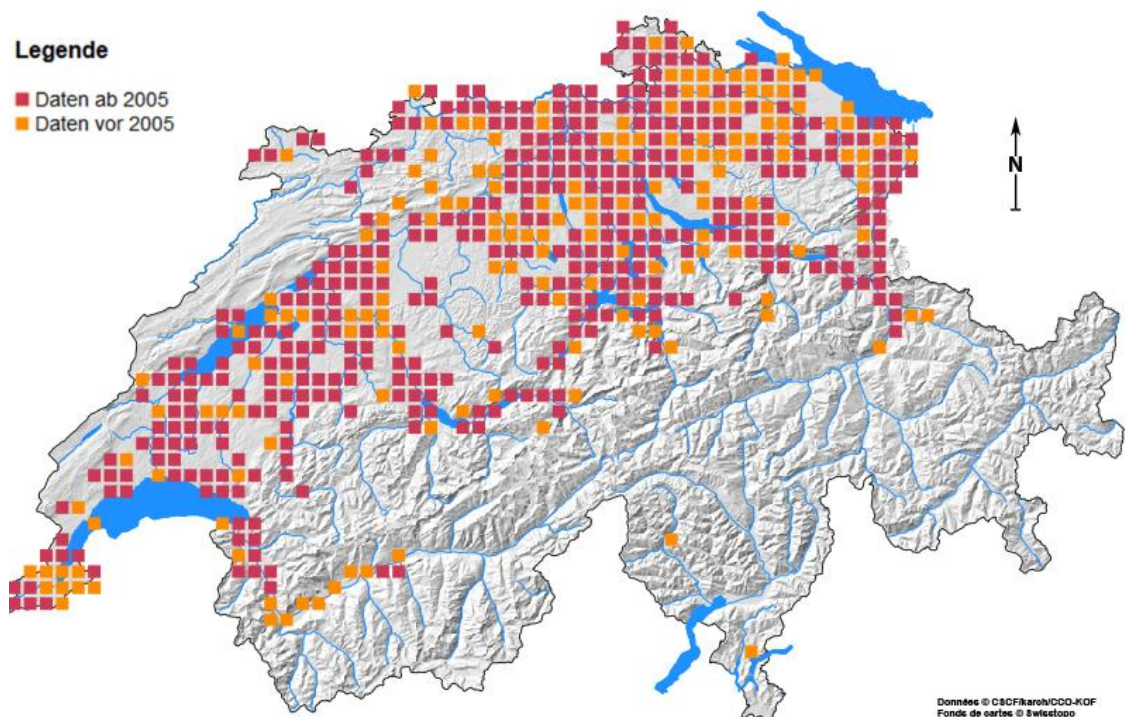 Legende
Daten ab 2005
Daten vor 2005
N
Données © CSCF/karch/CCO-KOF
Fonds de cartes © Swisstopo